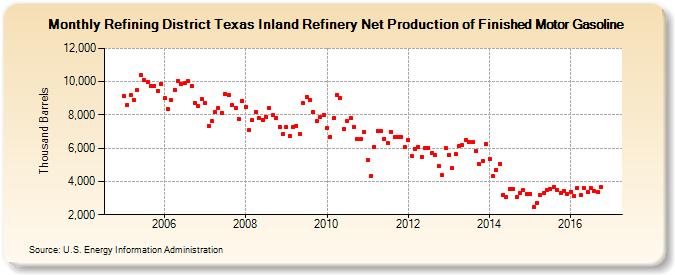 Monthly Refining District Texas Inland Refinery Net Production of Finished Motor Gasoline
Thousand Barrels
12,000
10,000
8,000
6,000
4,000
2,000
2006 2008 2010 2012 2014 2016
Source: U.S. Energy Information Administration